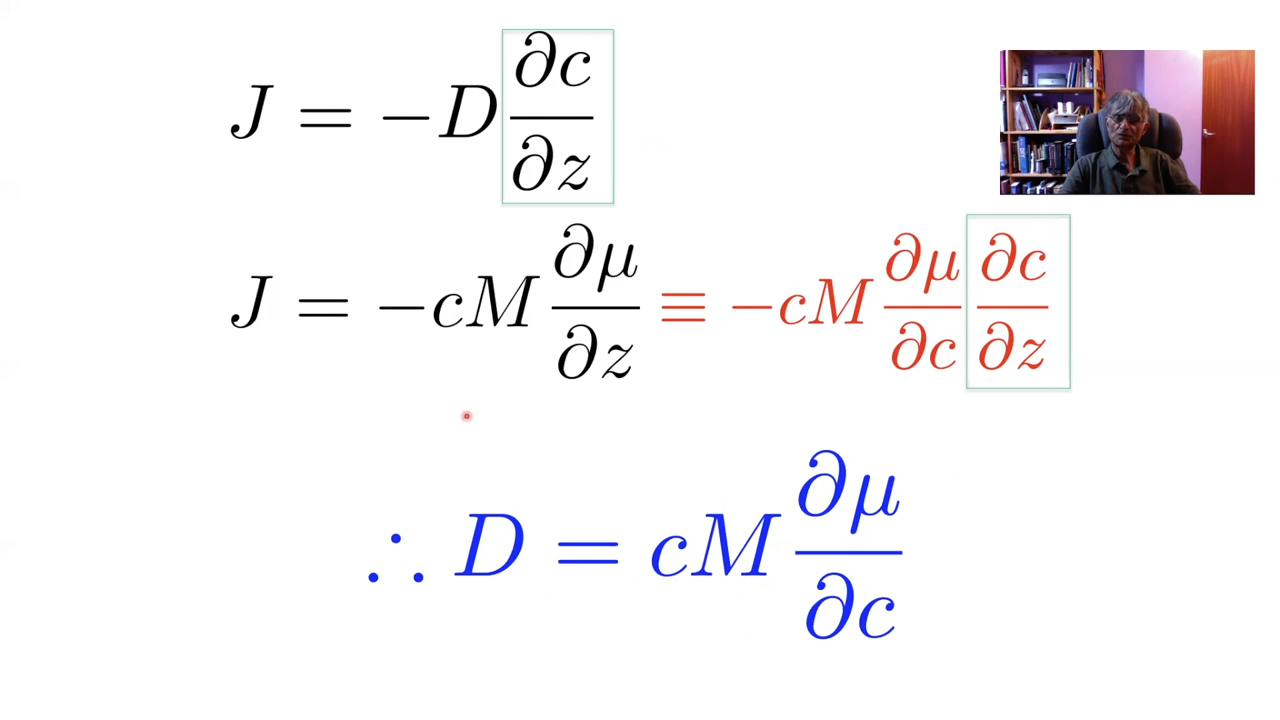 J = −D ∂c/∂z
J = −cM ∂μ/∂z ≡ −cM ∂μ/∂c ∂c/∂z
∴ D = cM ∂μ/∂c